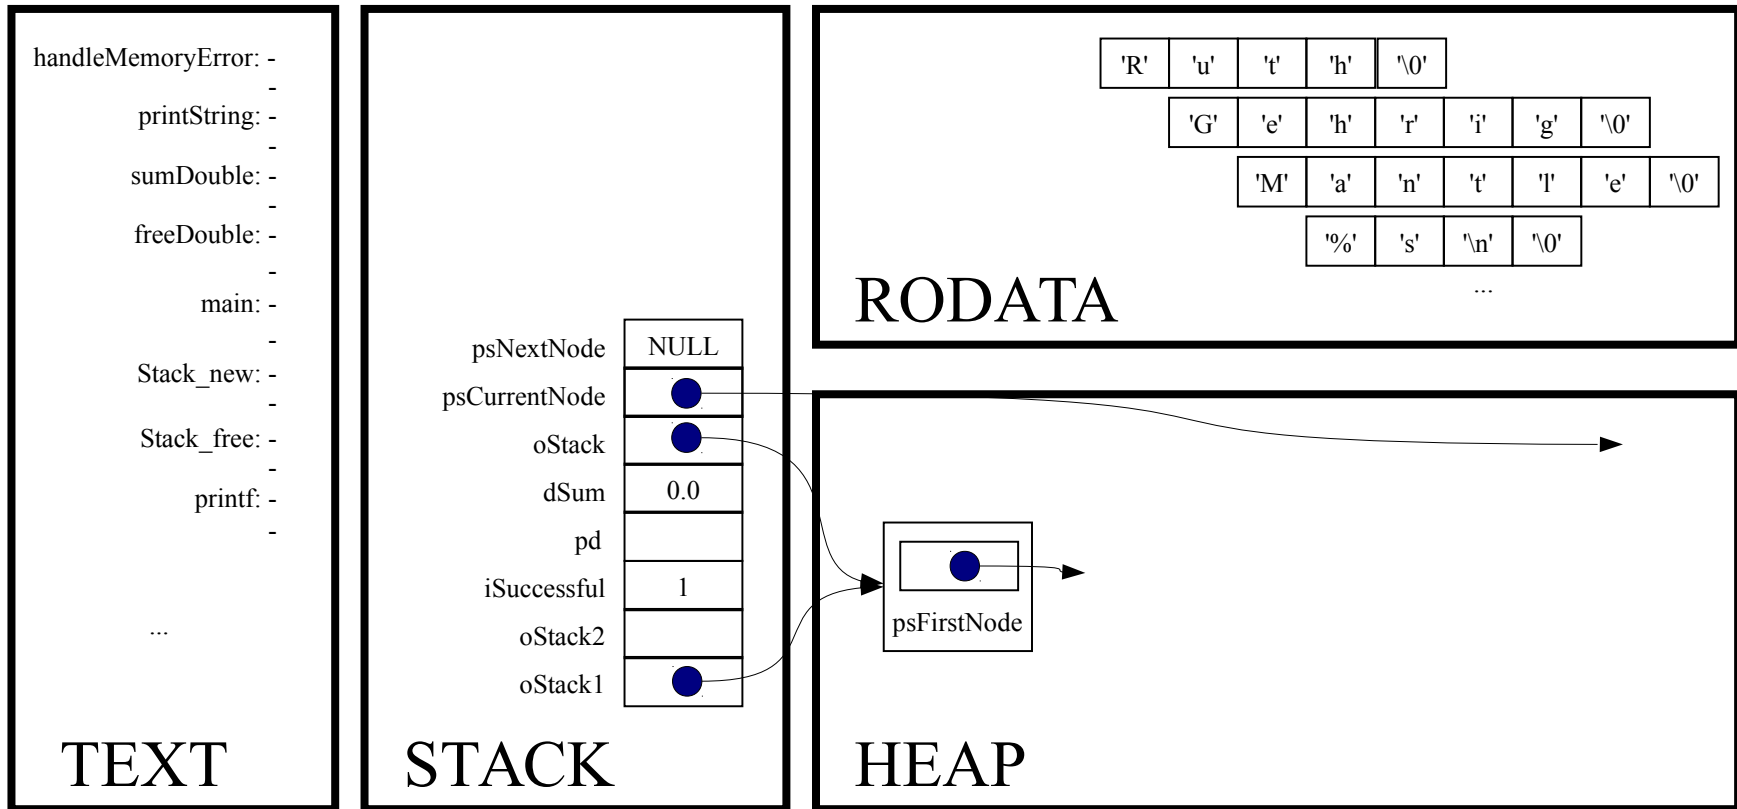 handleMemoryError: -
-
printString: -
-
sumDouble: -
-
freeDouble: -
-
main: -
-
Stack_new: -
-
Stack_free: -
-
printf: -
-
...
TEXT
psNextNode NULL
psCurrentNode
oStack
dSum 0.0
pd
iSuccessful 1
oStack2
oStack1
STACK
'R' 'u' 't' 'h' '\0'
'G' 'e' 'h' 'r' 'i' 'g' '\0'
'M' 'a' 'n' 't' 'l' 'e' '\0'
'%' 's' '\n' '\0'
...
RODATA
psFirstNode
HEAP